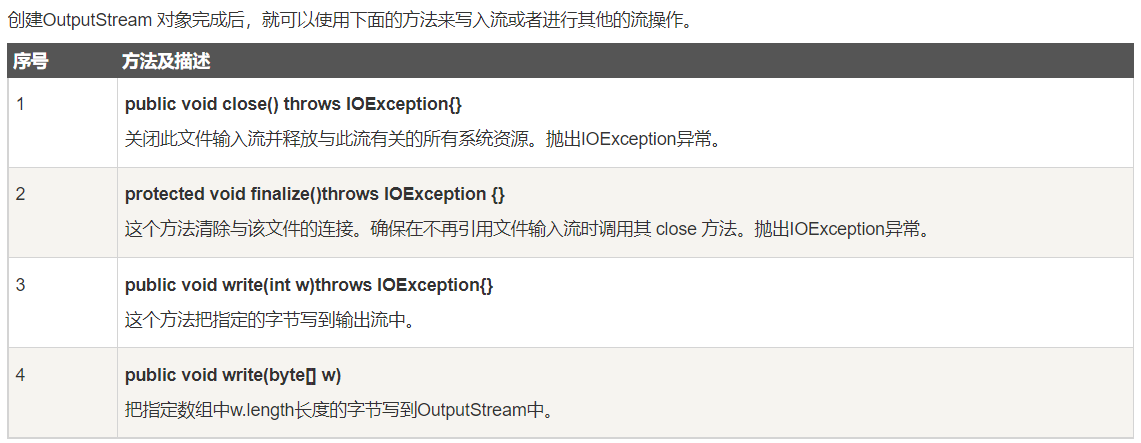 创建OutputStream 对象完成后，就可以使用下面的方法来写入流或者进行其他的流操作。
序号 方法及描述
1 public void close() throws IOException{}
关闭此文件输入流并释放与此流有关的所有系统资源。抛出IOException异常。
2 protected void finalize()throws IOException {}
这个方法清除与该文件的连接。确保在不再引用文件输入流时调用其 close 方法。抛出IOException异常。
3 public void write(int w)throws IOException{}
这个方法把指定的字节写到输出流中。
4 public void write(byte[] w)
把指定数组中w.length长度的字节写到OutputStream中。